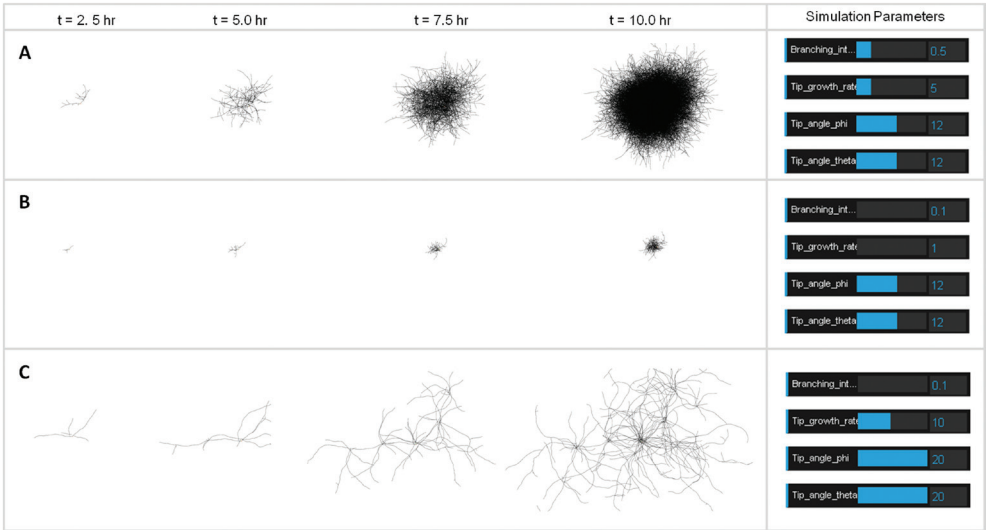 t = 2. 5 hr t = 5.0 hr t = 7.5 hr t = 10.0 hr Simulation Parameters
A
Branching_int... 0.5
Tip_growth_rate 5
Tip_angle_phi 12
Tip_angle_theta 12
B
Branching_int... 0.1
Tip_growth_rate 1
Tip_angle_phi 12
Tip_angle_theta 12
C
Branching_int... 0.1
Tip_growth_rate 10
Tip_angle_phi 20
Tip_angle_theta 20